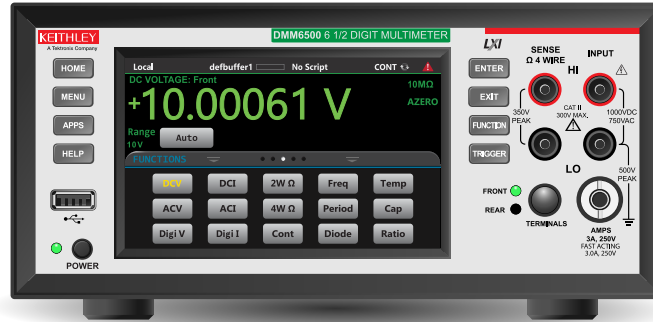 KEITHLEY
A Tektronix Company
DMM6500 6 1/2 DIGIT MULTIMETER
LXI
HOME
MENU
APPS
HELP
POWER
Local defbuffer1 No Script CONT
DC VOLTAGE: Front
+10.00061 V
10MΩ
AZERO
Range
10 V
Auto
FUNCTIONS
DCV DCI 2W Ω Freq Temp
ACV ACI 4W Ω Period Cap
Digi V Digi I Cont Diode Ratio
ENTER
EXIT
FUNCTION
TRIGGER
FRONT
REAR
TERMINALS
SENSE
Ω 4 WIRE
INPUT
HI
350V
PEAK
CAT II
300V MAX.
1000VDC
750VAC
LO
500V
PEAK
AMPS
3A, 250V
FAST ACTING
3.0A, 250V